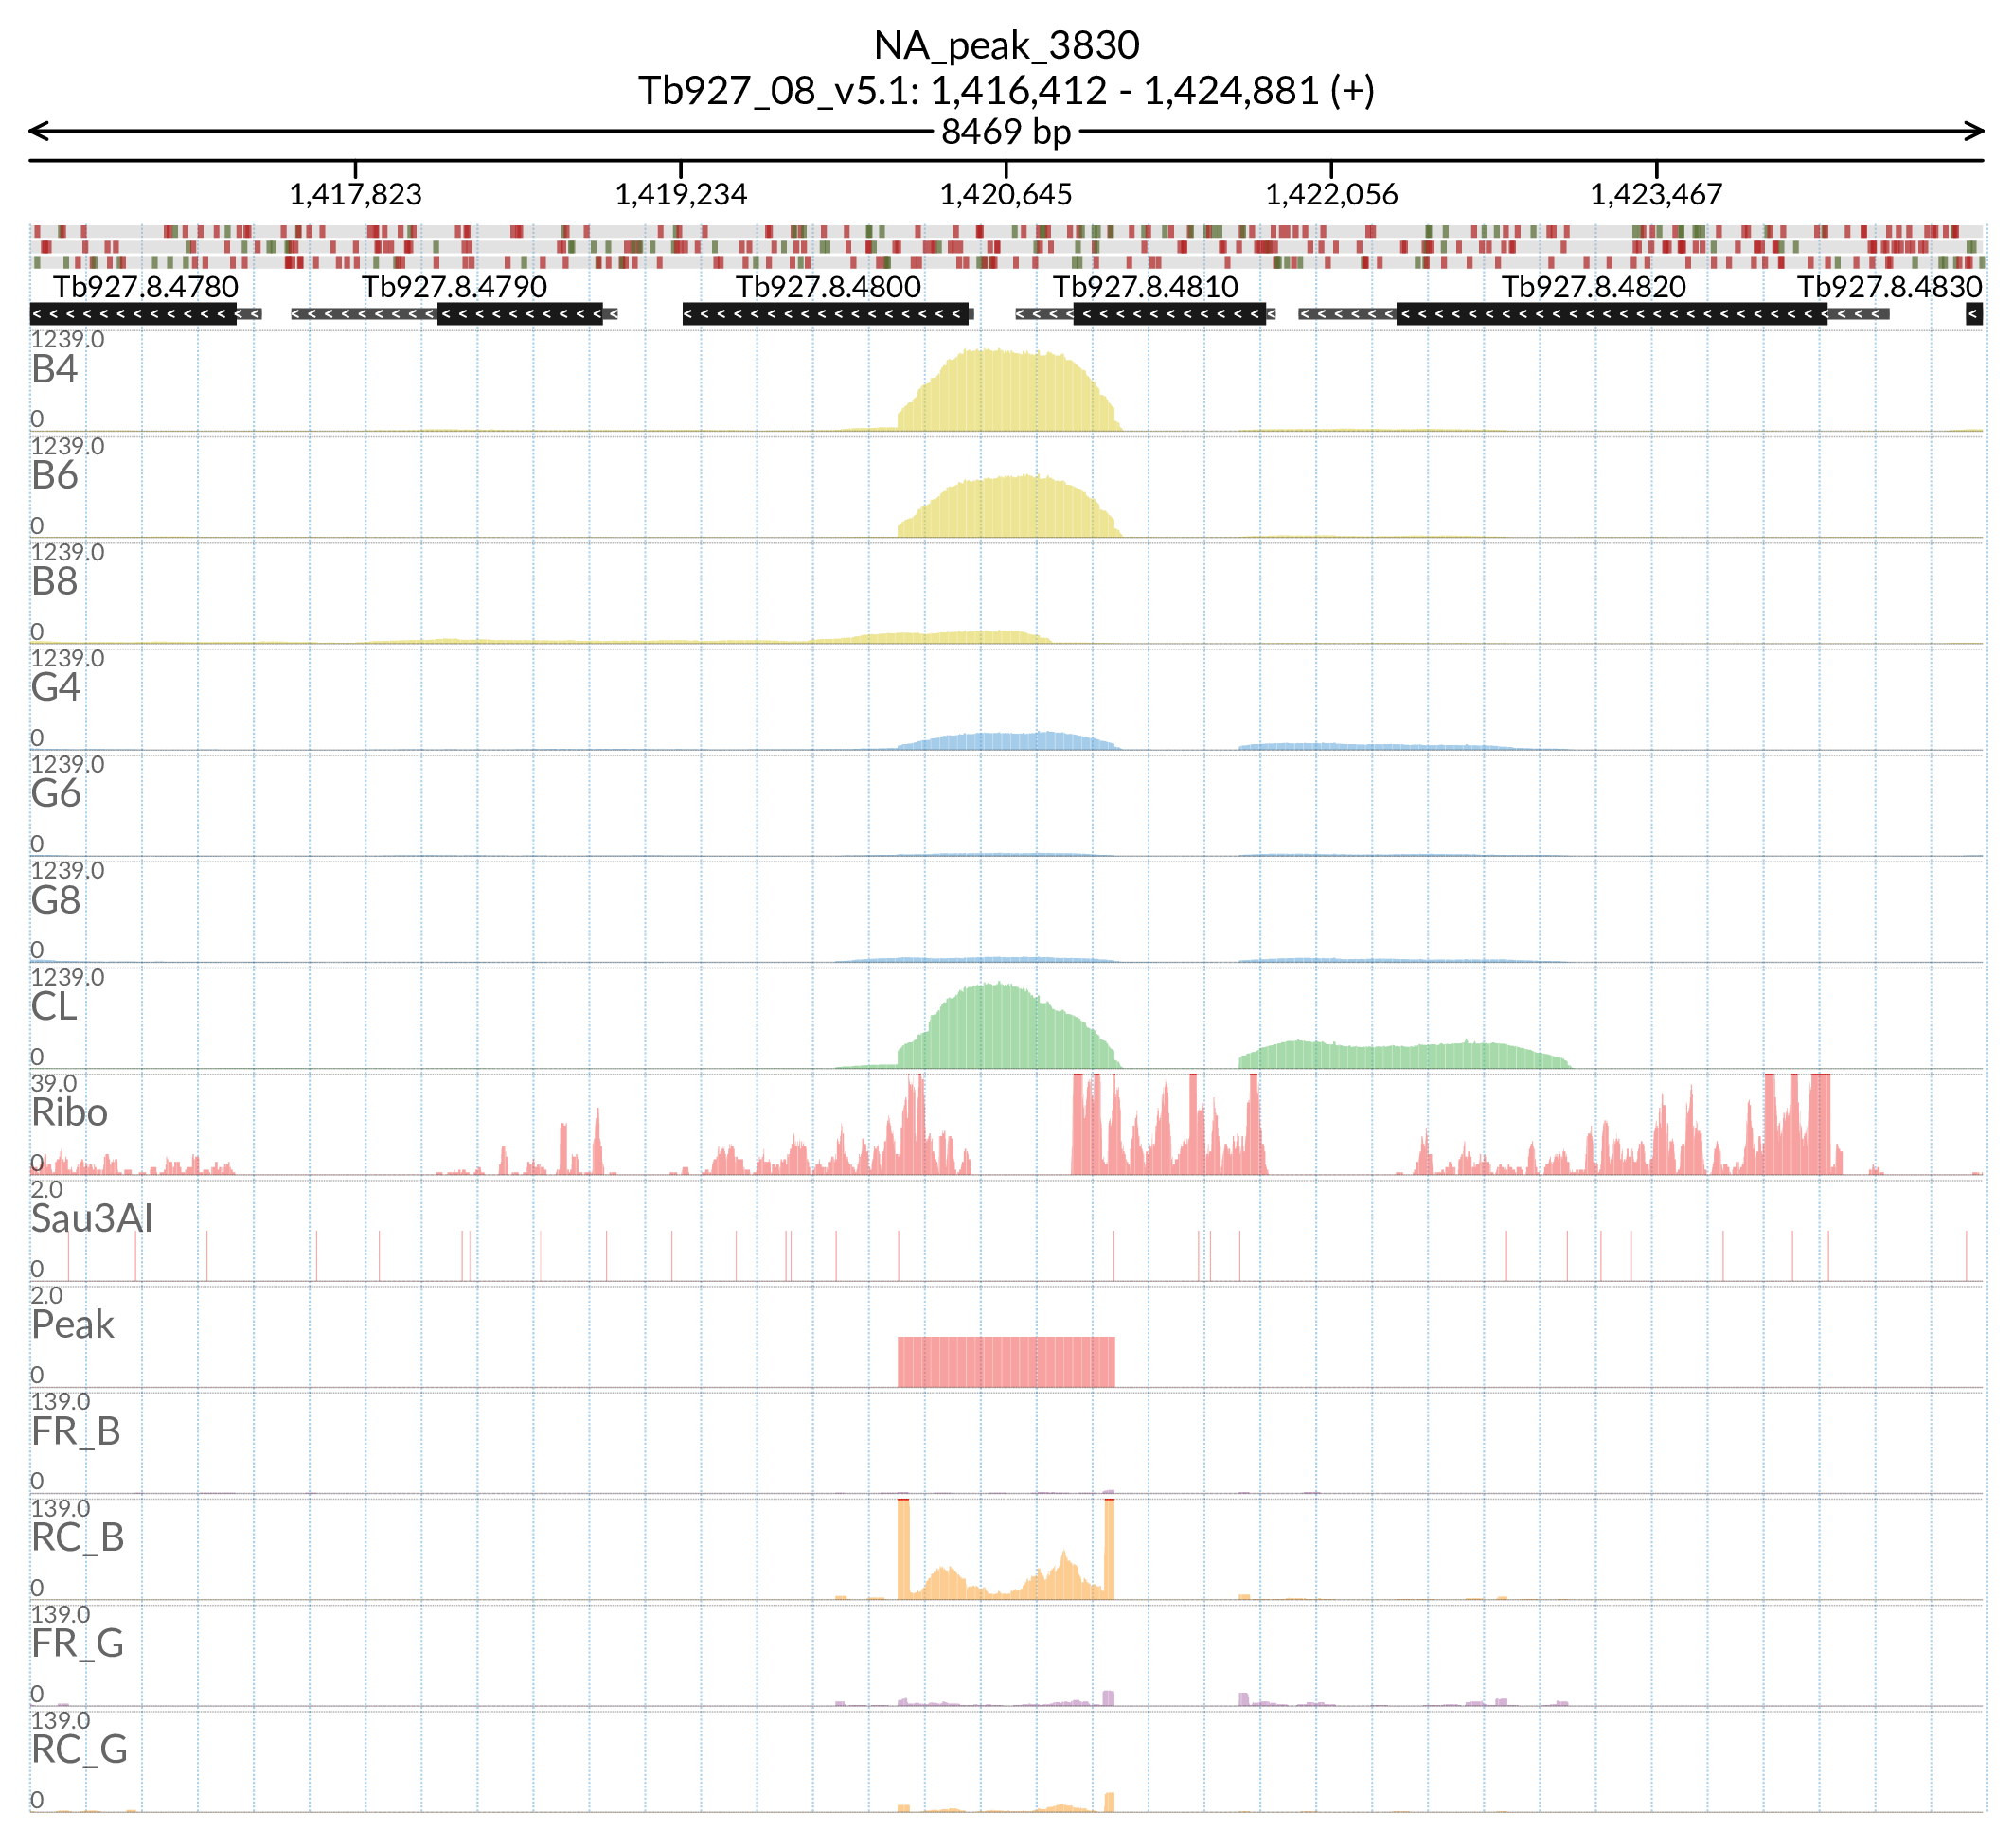 NA_peak_3830
Tb927_08_v5.1: 1,416,412 - 1,424,881 (+)
8469 bp
1,417,823 1,419,234 1,420,645 1,422,056 1,423,467
Tb927.8.4780 Tb927.8.4790 Tb927.8.4800 Tb927.8.4810 Tb927.8.4820 Tb927.8.4830
1239.0
B4
0
1239.0
B6
0
1239.0
B8
0
1239.0
G4
0
1239.0
G6
0
1239.0
G8
0
1239.0
CL
0
39.0
Ribo
0
2.0
Sau3AI
0
2.0
Peak
0
139.0
FR_B
0
139.0
RC_B
0
139.0
FR_G
0
139.0
RC_G
0